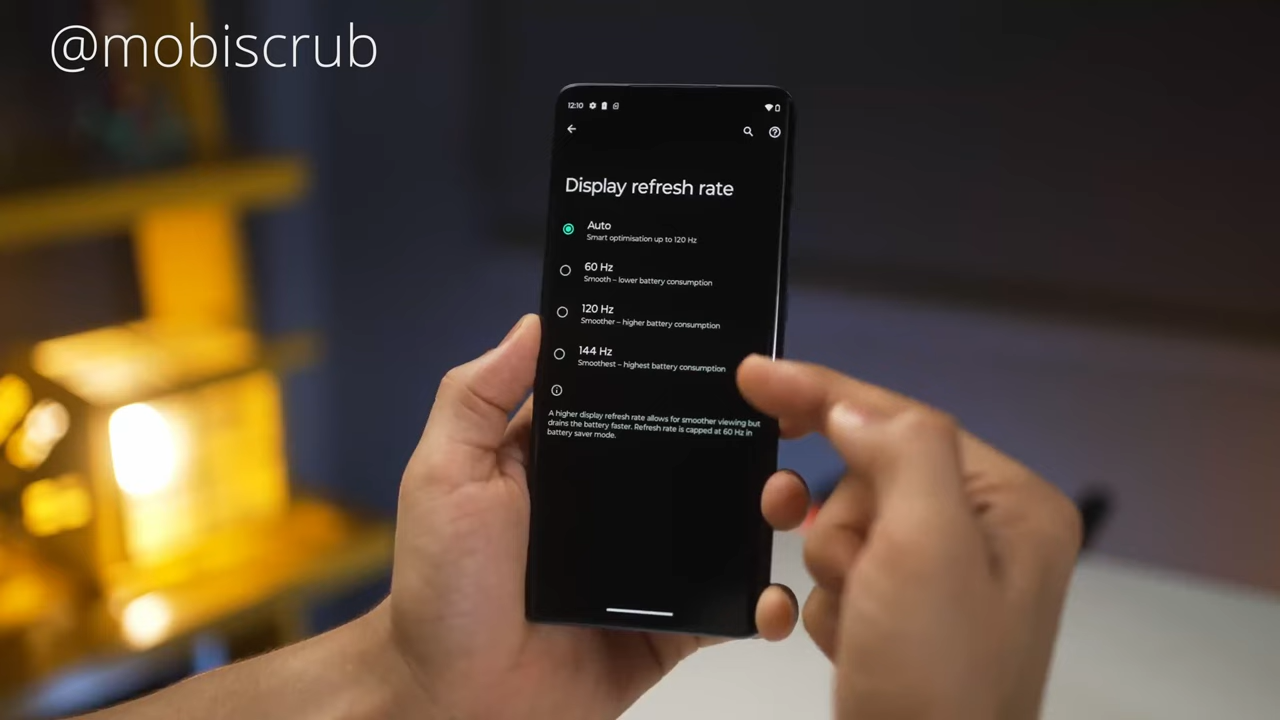 @mobiscrub
12:10
Display refresh rate
Auto
Smart optimisation up to 120 Hz
60 Hz
Smooth – lower battery consumption
120 Hz
Smoother – higher battery consumption
144 Hz
Smoothest – highest battery consumption
A higher display refresh rate allows for smoother viewing but
drains the battery faster. Refresh rate is capped at 60 Hz in
battery saver mode.